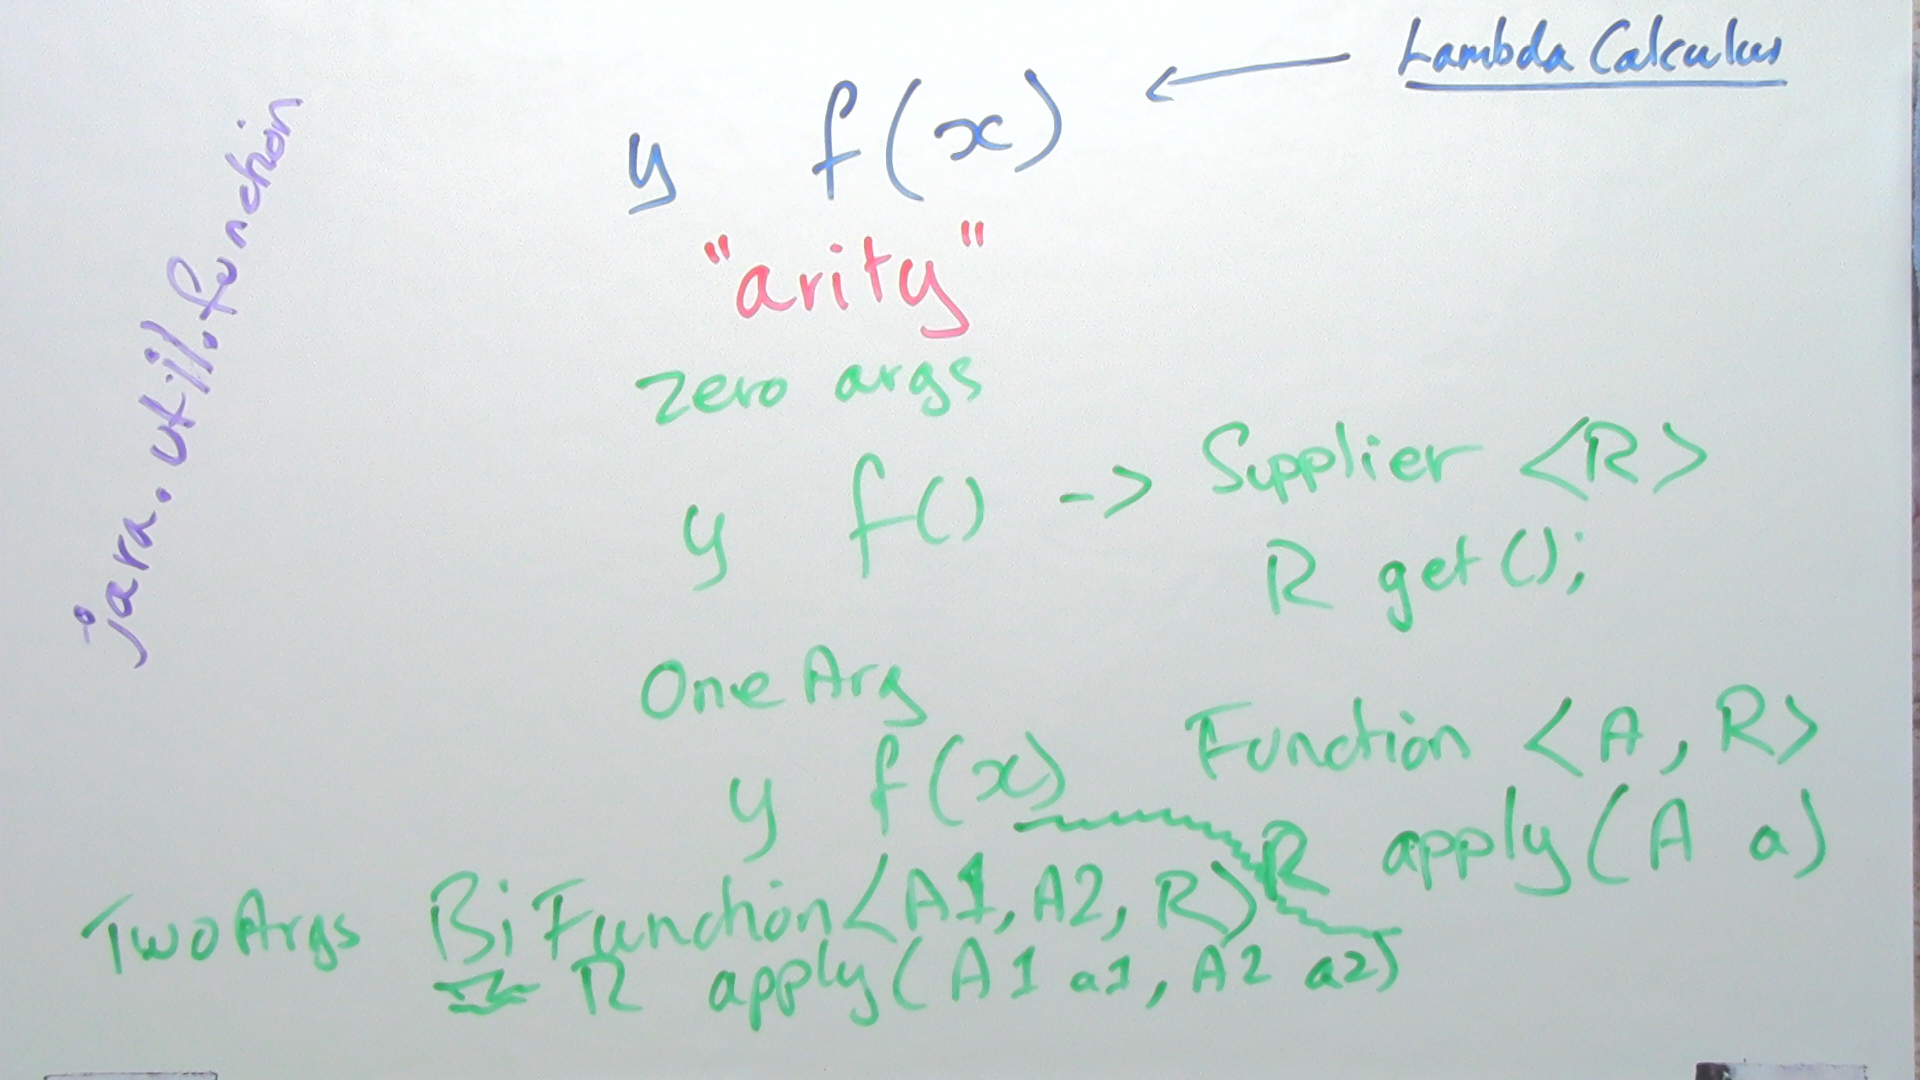 Lambda Calculus
y f(x)
java.util.function
"arity"
zero args
y f() -> Supplier <R>
R get();
One Arg
y f(x) Function <A, R>
R apply(A a)
Two Args BiFunction<A1, A2, R>
R apply(A1 a1, A2 a2)